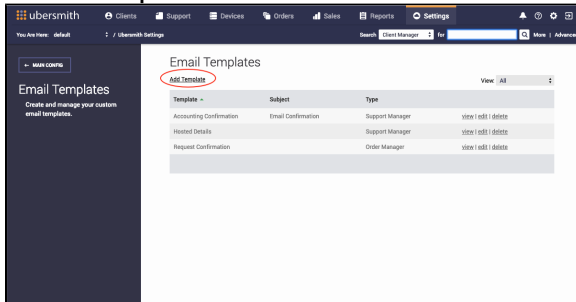 ubersmith Clients Support Devices Orders Sales Reports Settings
You Are Here: default / Ubersmith Settings Search Client Manager for More | Advanced
← MAIN CONFIG
Email Templates
Create and manage your custom
email templates.
Email Templates
Add Template View: All
Template Subject Type
Accounting Confirmation Email Confirmation Support Manager view | edit | delete
Hosted Details Support Manager view | edit | delete
Request Confirmation Order Manager view | edit | delete